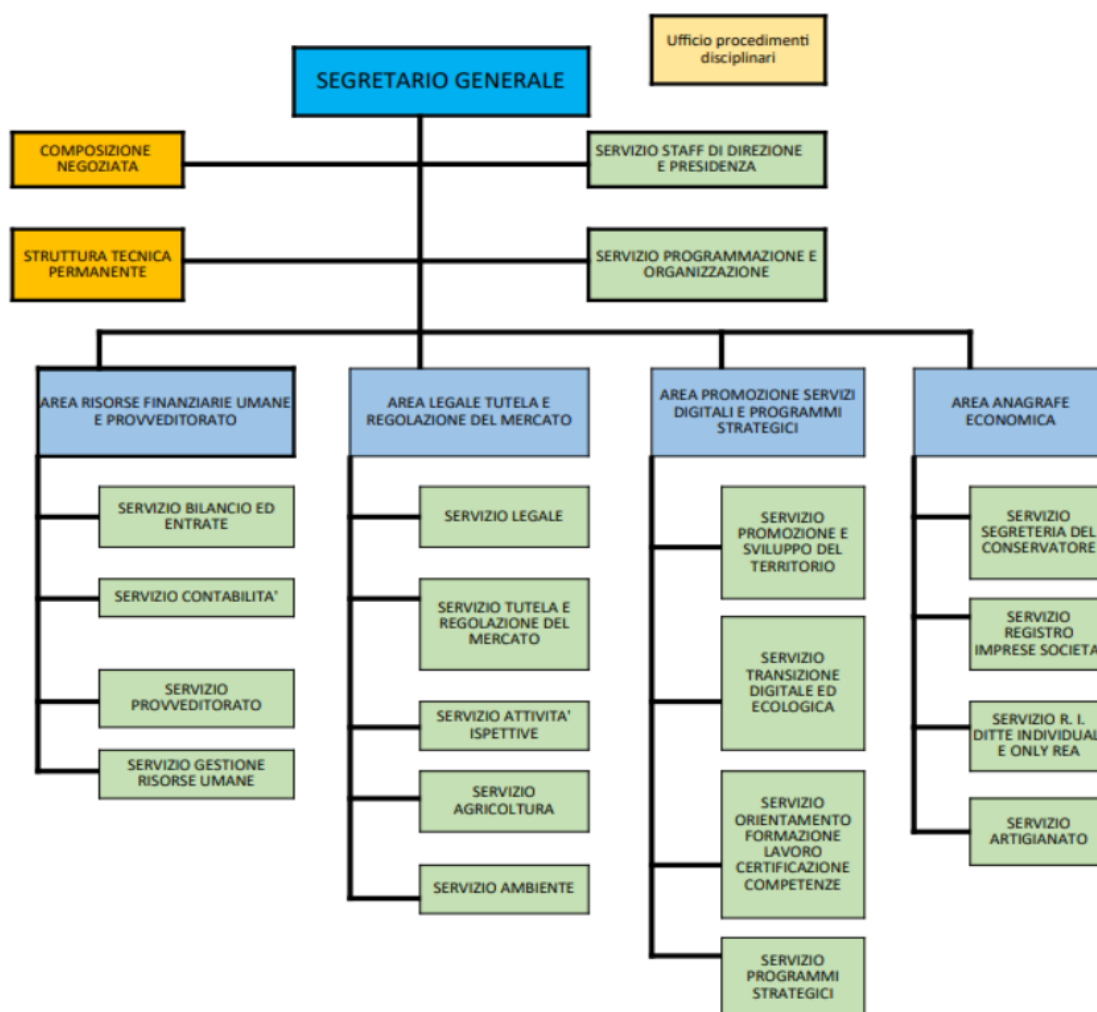 Ufficio procedimenti
disciplinari
SEGRETARIO GENERALE
COMPOSIZIONE
NEGOZIATA
SERVIZIO STAFF DI DIREZIONE
E PRESIDENZA
STRUTTURA TECNICA
PERMANENTE
SERVIZIO PROGRAMMAZIONE E
ORGANIZZAZIONE
AREA RISORSE FINANZIARIE UMANE
E PROVVEDITORATO
AREA LEGALE TUTELA E
REGOLAZIONE DEL MERCATO
AREA PROMOZIONE SERVIZI
DIGITALI E PROGRAMMI
STRATEGICI
AREA ANAGRAFE
ECONOMICA
SERVIZIO BILANCIO ED
ENTRATE
SERVIZIO CONTABILITA'
SERVIZIO
PROVVEDITORATO
SERVIZIO GESTIONE
RISORSE UMANE
SERVIZIO LEGALE
SERVIZIO TUTELA E
REGOLAZIONE DEL
MERCATO
SERVIZIO ATTIVITA'
ISPETTIVE
SERVIZIO
AGRICOLTURA
SERVIZIO AMBIENTE
SERVIZIO
PROMOZIONE E
SVILUPPO DEL
TERRITORIO
SERVIZIO
TRANSIZIONE
DIGITALE ED
ECOLOGICA
SERVIZIO
ORIENTAMENTO
FORMAZIONE
LAVORO
CERTIFICAZIONE
COMPETENZE
SERVIZIO
PROGRAMMI
STRATEGICI
SERVIZIO
SEGRETERIA DEL
CONSERVATORE
SERVIZIO
REGISTRO
IMPRESE SOCIETA
SERVIZIO R. I.
DITTE INDIVIDUAL
E ONLY REA
SERVIZIO
ARTIGIANATO